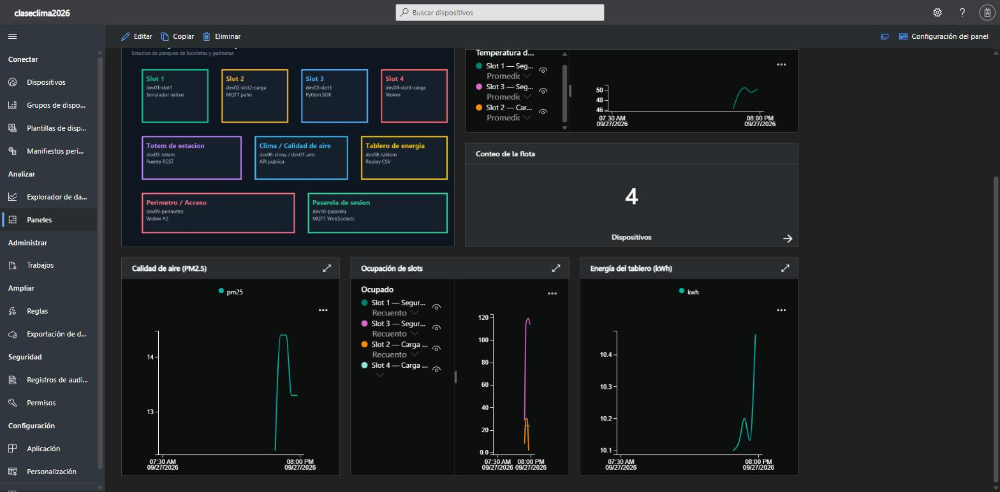 claseclima2026
Buscar dispositivos
Editar
Copiar
Eliminar
Configuración del panel
Conectar
Dispositivos
Grupos de dispo...
Plantillas de disp...
Manifiestos peri...
Analizar
Explorador de da...
Paneles
Administrar
Trabajos
Ampliar
Reglas
Exportación de d...
Seguridad
Registros de audi...
Permisos
Configuración
Aplicación
Personalización
Estacion de parqueo de bicicletas y patinetas
Slot 1
dev01-slot1
Simulador nativo
Slot 2
dev02-slot2-carga
MQTT paho
Slot 3
dev03-slot3
Python SDK
Slot 4
dev04-slot4-carga
Wokwi
Totem de estacion
dev05-totem
Puente REST
Clima / Calidad de aire
dev06-clima / dev07-aire
API publica
Tablero de energia
dev08-tablero
Replay CSV
Perimetro / Acceso
dev09-perimetro
Wokwi #2
Pasarela de sesion
dev10-pasarela
MQTT WebSockets
Temperatura d...
Slot 1 — Seg...
Promedic
Slot 3 — Seg...
Promedic
Slot 2 — Car...
Promedic
50
48
46
07:30 AM
09/27/2026
08:00 PM
09/27/2026
Conteo de la flota
4
Dispositivos
Calidad de aire (PM2.5)
pm25
14
13
07:30 AM
09/27/2026
08:00 PM
09/27/2026
Ocupación de slots
Ocupado
Slot 1 — Segur...
Recuento
Slot 3 — Segur...
Recuento
Slot 2 — Carga ...
Recuento
Slot 4 — Carga ...
120
100
80
60
40
20
0.0
07:30 AM
09/27/2026
08:00 PM
09/27/2026
Energía del tablero (kWh)
kwh
10.4
10.3
10.2
10.1
07:30 AM
09/27/2026
08:00 PM
09/27/2026